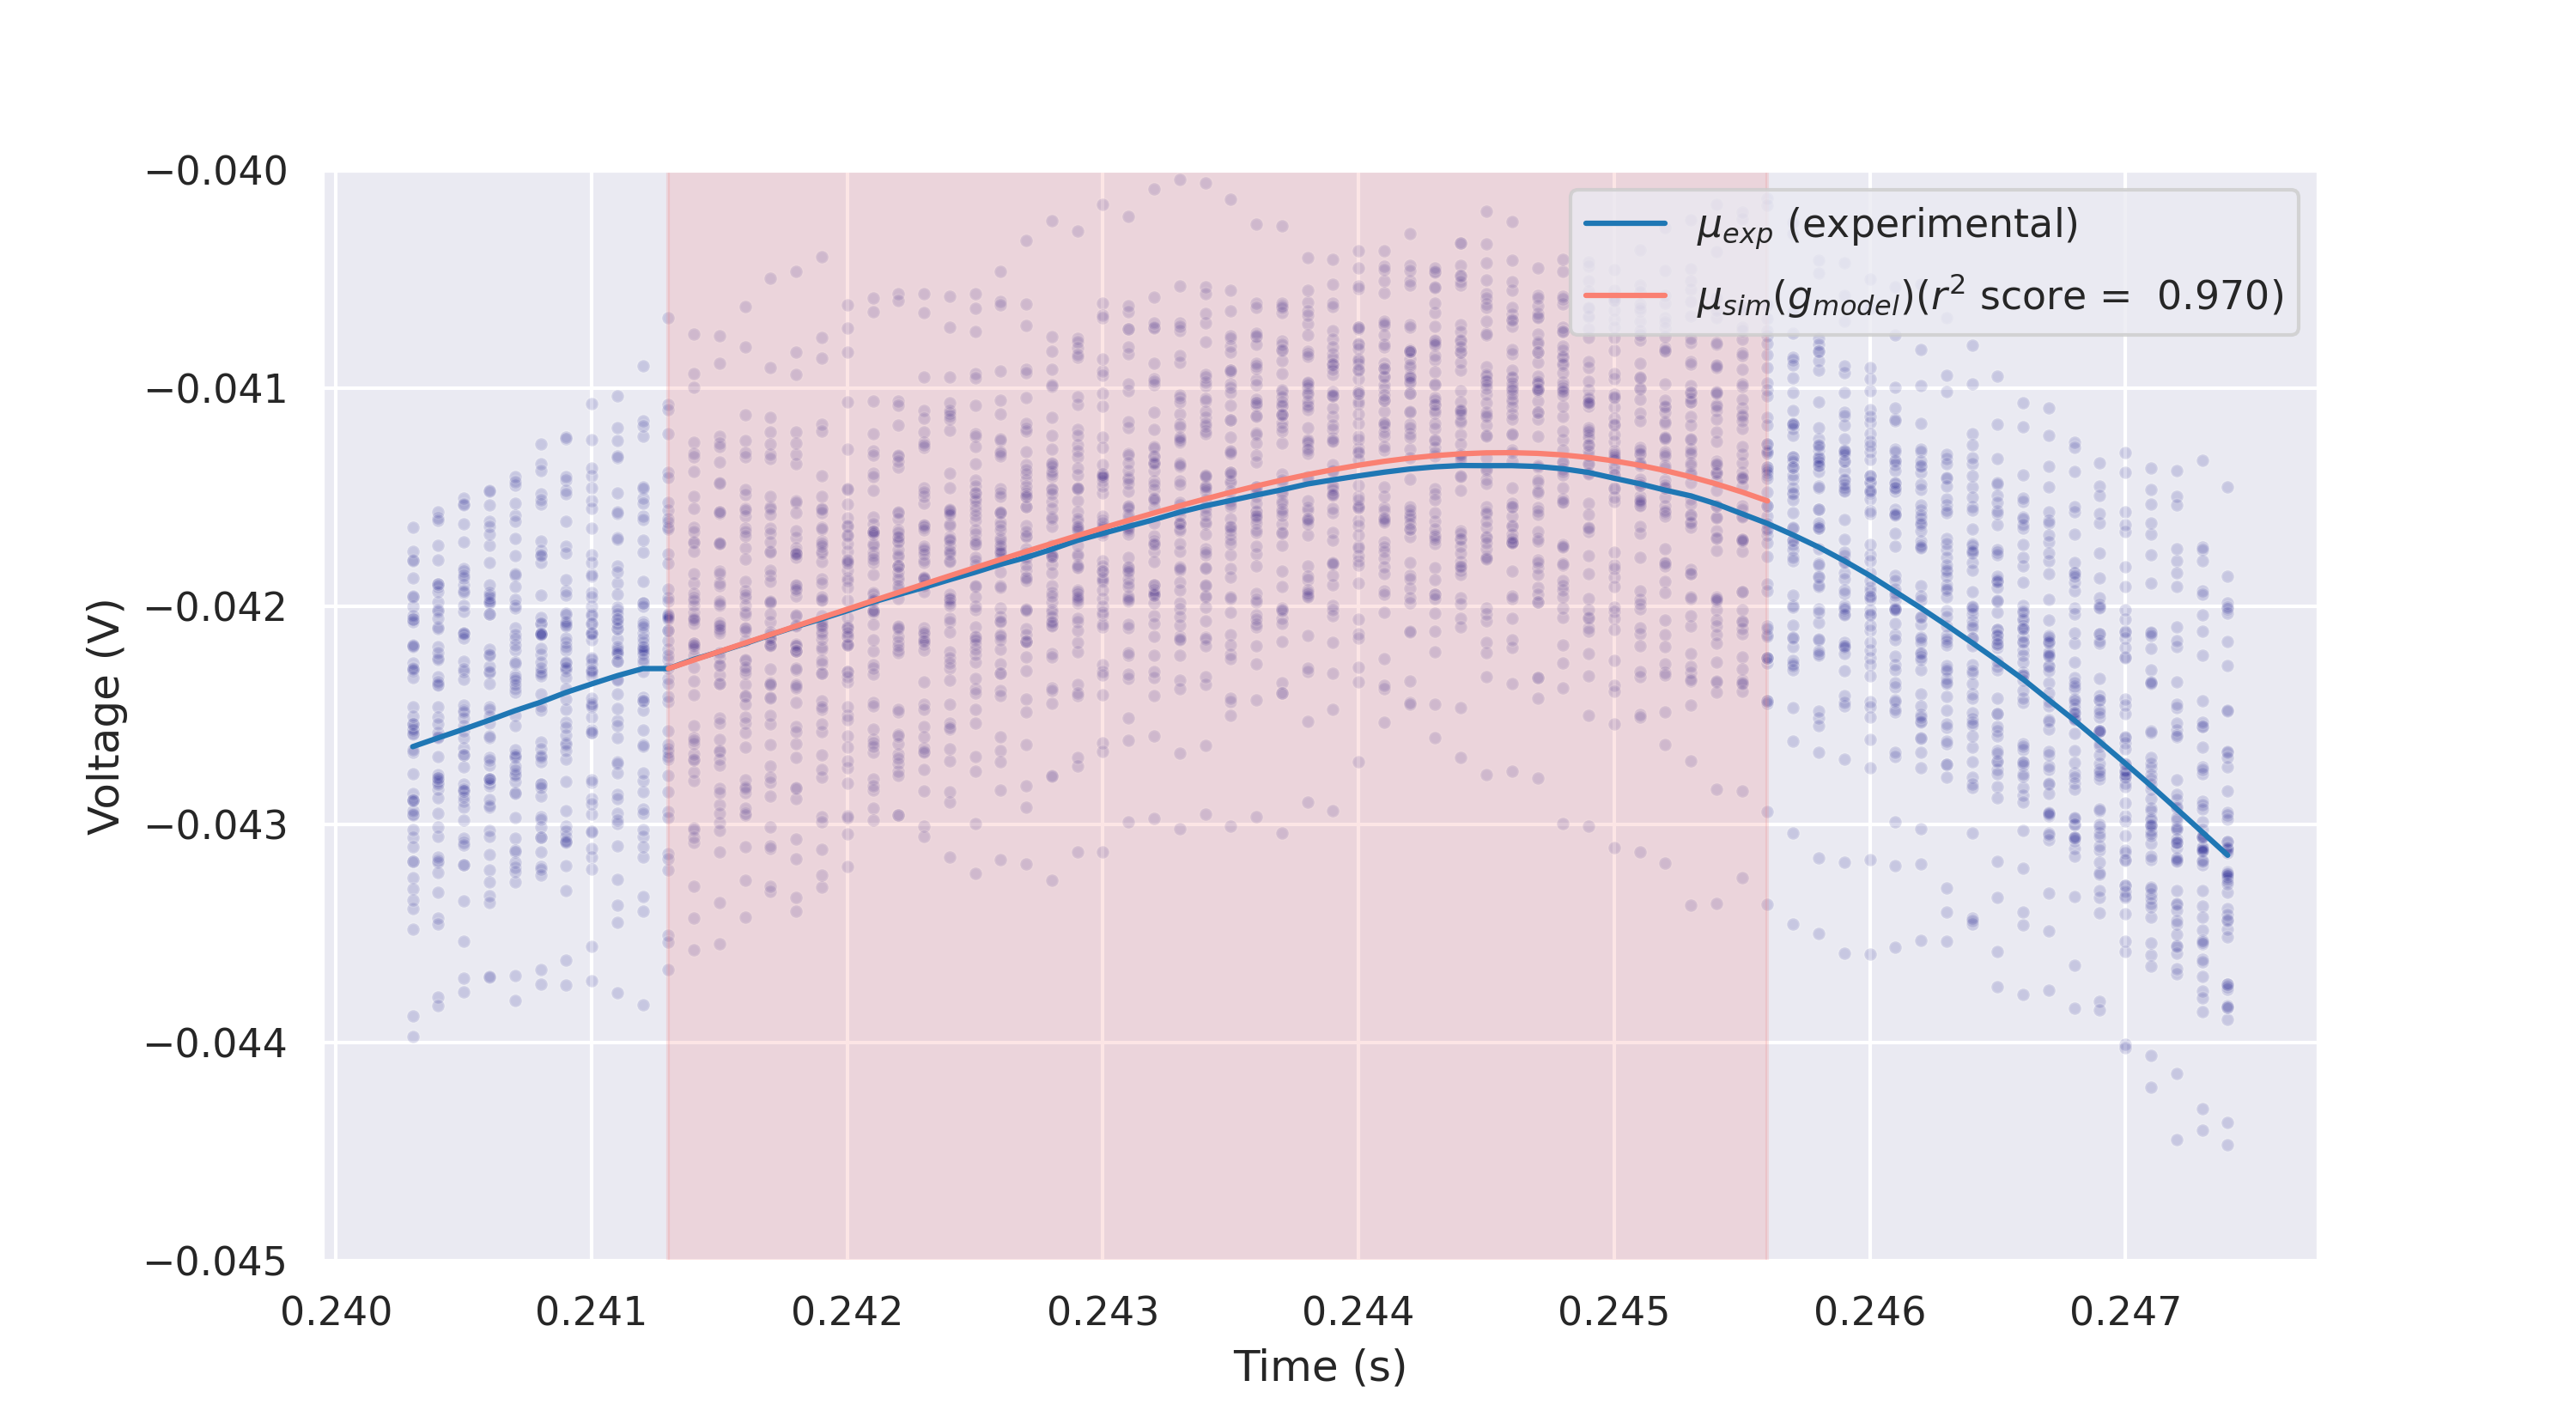 −0.040
−0.041
−0.042
−0.043
−0.044
−0.045
Voltage (V)
μexp (experimental)
μsim(gmodel)(r² score = 0.970)
0.240 0.241 0.242 0.243 0.244 0.245 0.246 0.247
Time (s)